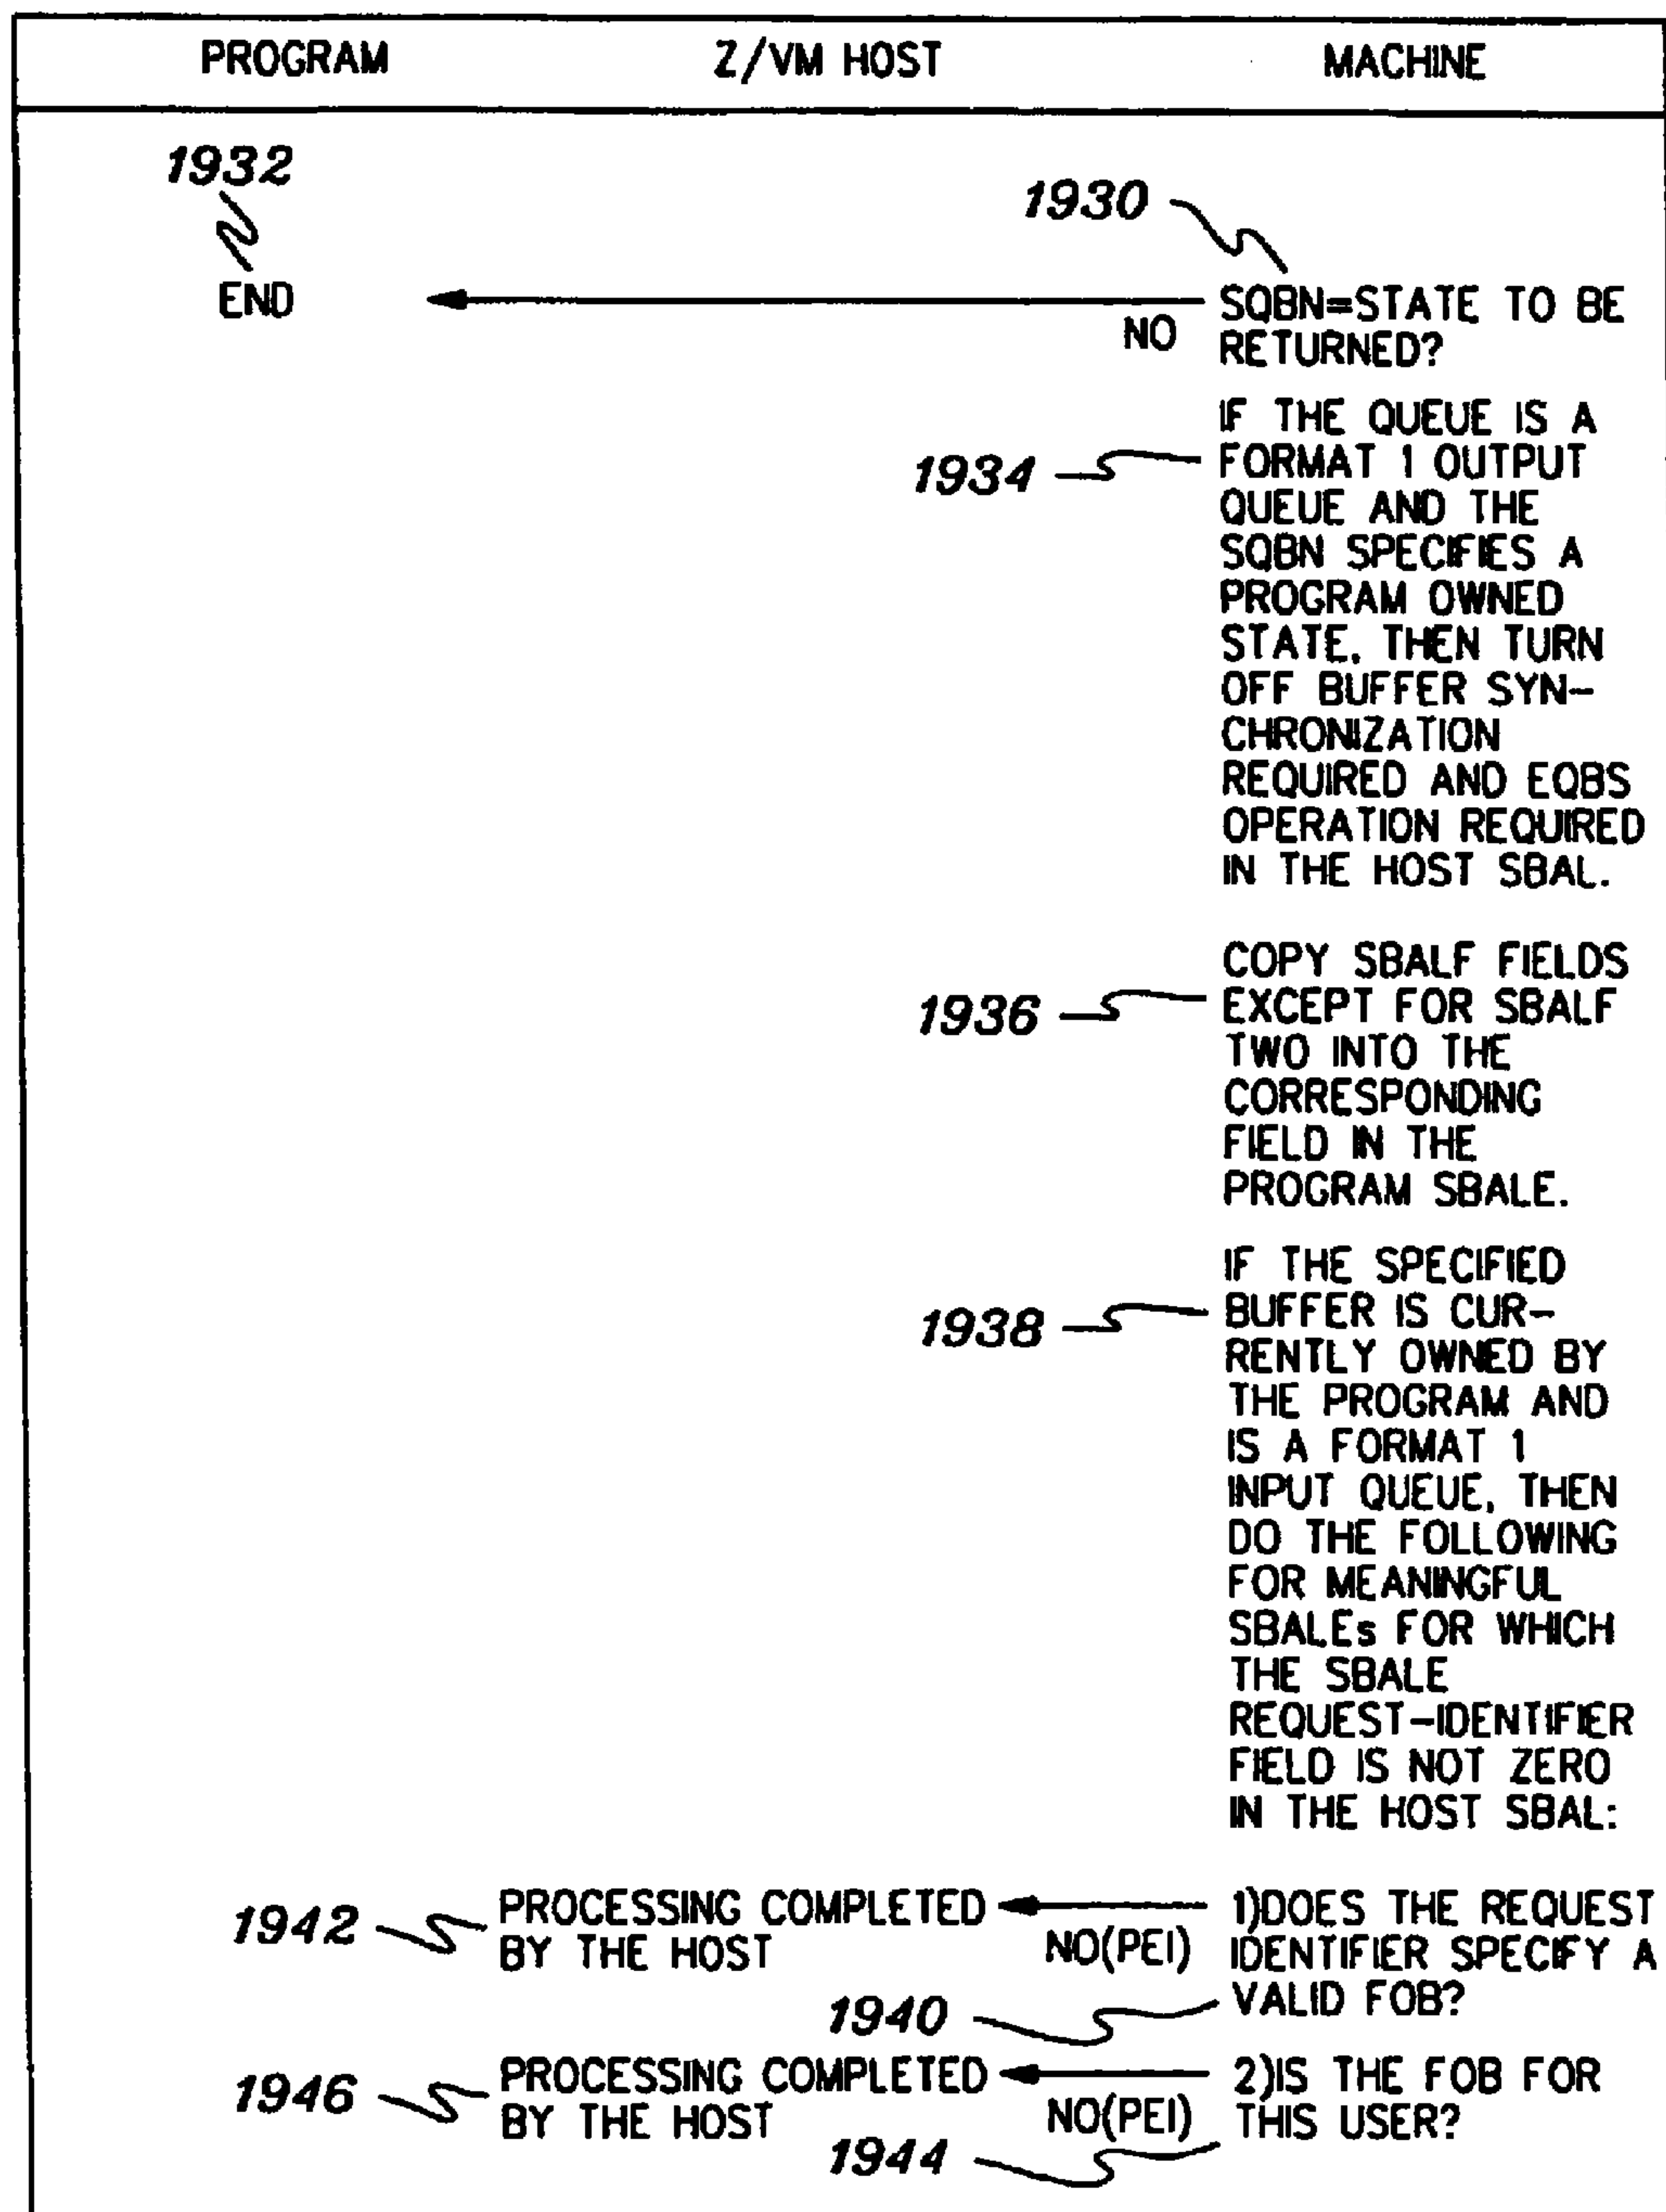 PROGRAM Z/VM HOST MACHINE
1932
1930
END
SQBN=STATE TO BE
NO
RETURNED?
IF THE QUEUE IS A
1934
FORMAT 1 OUTPUT
QUEUE AND THE
SQBN SPECIFIES A
PROGRAM OWNED
STATE, THEN TURN
OFF BUFFER SYN-
CHRONIZATION
REQUIRED AND EQBS
OPERATION REQUIRED
IN THE HOST SBAL.
COPY SBALF FIELDS
1936
EXCEPT FOR SBALF
TWO INTO THE
CORRESPONDING
FIELD IN THE
PROGRAM SBALE.
IF THE SPECIFIED
1938
BUFFER IS CUR-
RENTLY OWNED BY
THE PROGRAM AND
IS A FORMAT 1
INPUT QUEUE, THEN
DO THE FOLLOWING
FOR MEANINGFUL
SBALEs FOR WHICH
THE SBALE
REQUEST-IDENTIFIER
FIELD IS NOT ZERO
IN THE HOST SBAL:
1942
PROCESSING COMPLETED
BY THE HOST
NO(PEI)
1)DOES THE REQUEST
IDENTIFIER SPECIFY A
VALID FOB?
1940
1946
PROCESSING COMPLETED
BY THE HOST
NO(PEI)
2)IS THE FOB FOR
THIS USER?
1944